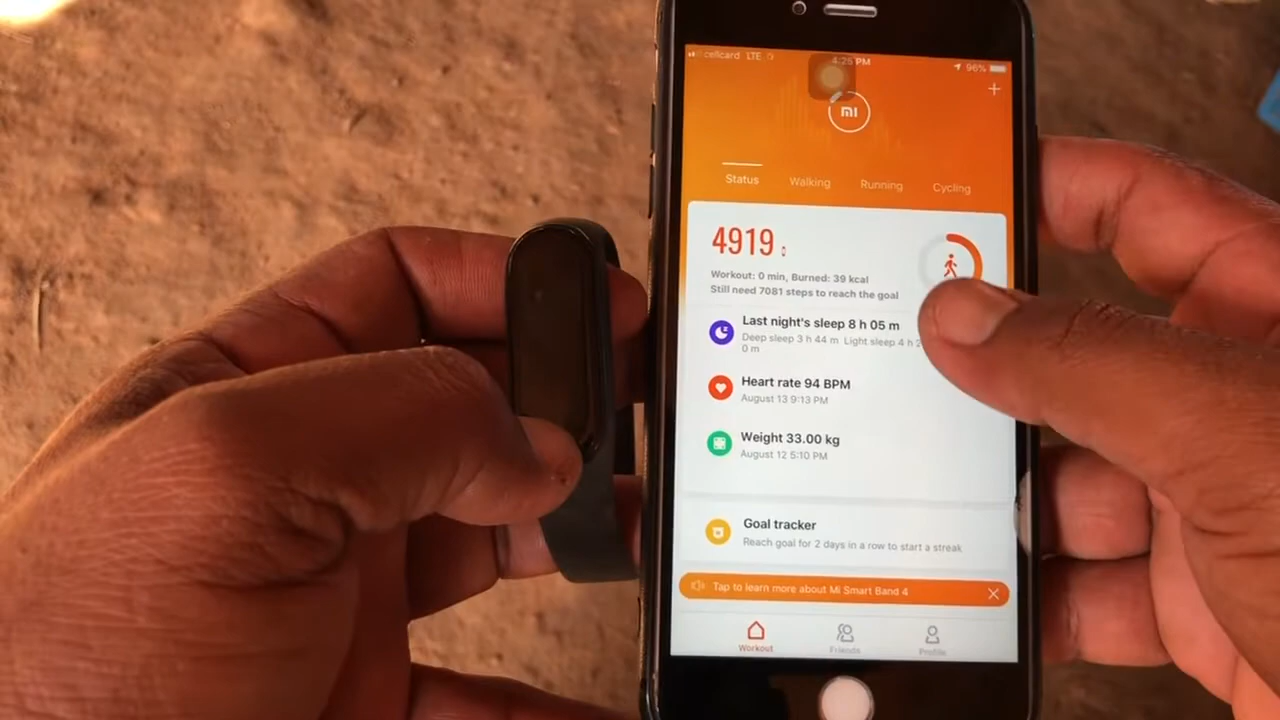 cellcard LTE
4:25 PM
96%
mi
Status Walking Running Cycling
4919
Workout: 0 min, Burned: 39 kcal
Still need 7081 steps to reach the goal
Last night's sleep 8 h 05 m
Deep sleep 3 h 44 m Light sleep 4 h
0 m
Heart rate 94 BPM
August 13 9:13 PM
Weight 33.00 kg
August 12 5:10 PM
Goal tracker
Reach goal for 2 days in a row to start a streak
Tap to learn more about Mi Smart Band 4
Workout Friends Profile